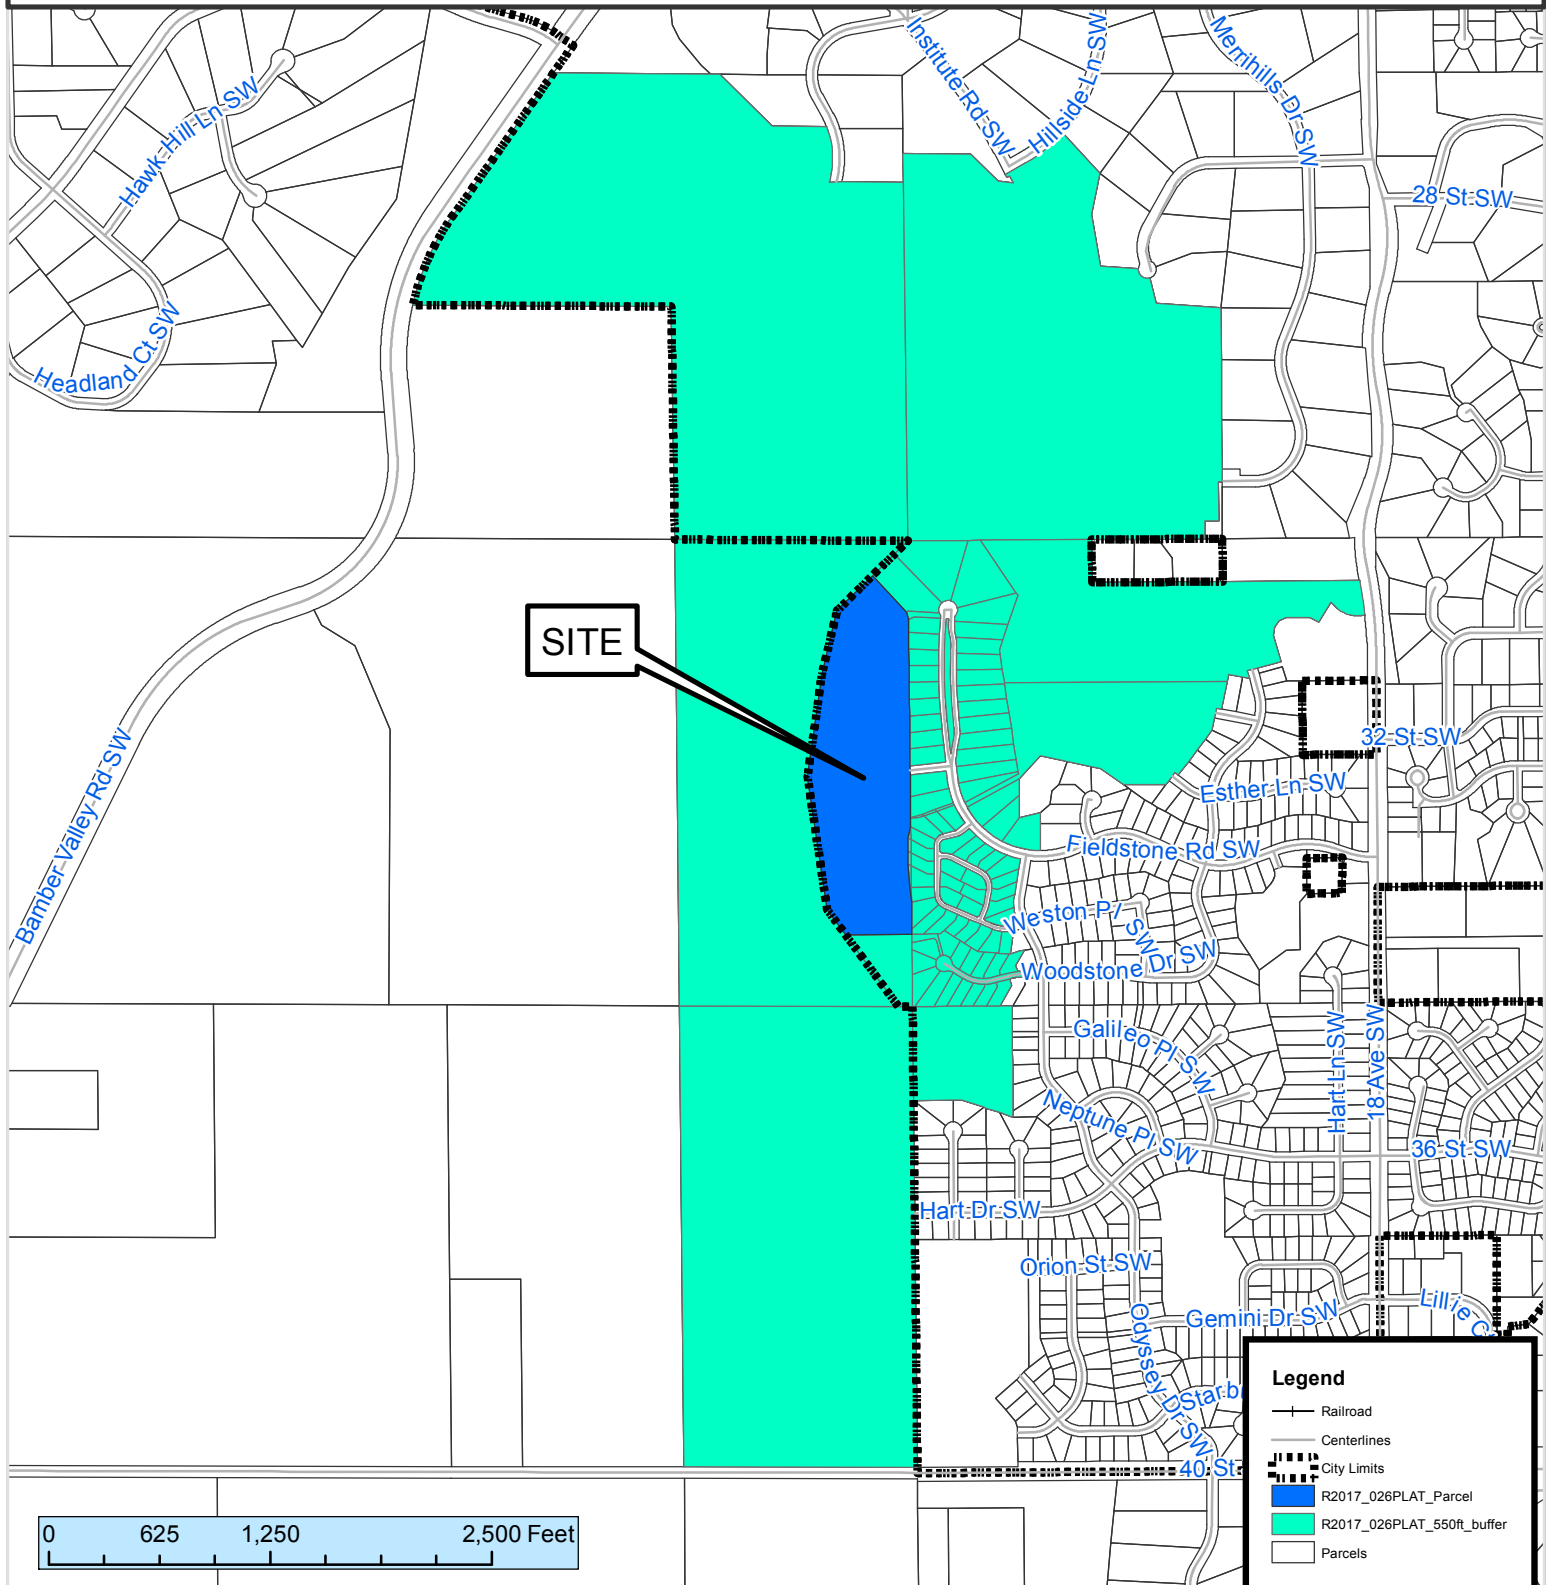 Institute Rd SW
Hillside Ln SW
Merrihills Dr SW
Hawk Hill Ln SW
28 St SW
Headland Ct SW
SITE
32 St SW
Esther Ln SW
Bamber Valley Rd SW
Fieldstone Rd SW
Weston Pl SW
Woodstone Dr SW
Galileo Pl SW
Hart Ln SW
18 Ave SW
Neptune Pl SW
36 St SW
Hart Dr SW
Orion St SW
Odyssey Dr SW
Gemini Dr SW
Lillie C
Starbr
40 St
Legend
Railroad
Centerlines
City Limits
R2017_026PLAT_Parcel
R2017_026PLAT_550ft_buffer
Parcels
0 625 1,250 2,500 Feet